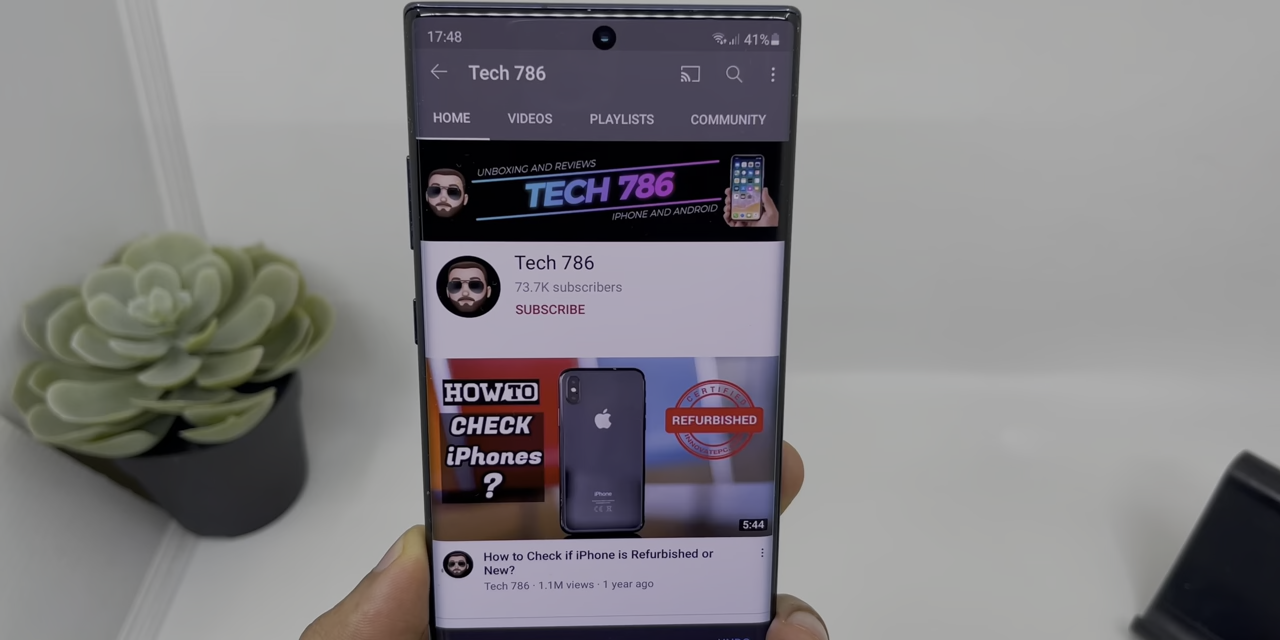 17:48
41%
Tech 786
HOME VIDEOS PLAYLISTS COMMUNITY
UNBOXING AND REVIEWS
TECH 786
IPHONE AND ANDROID
Tech 786
73.7K subscribers
SUBSCRIBE
HOW TO
CHECK
iPhones
?
CERTIFIED
REFURBISHED
iPhone
5:44
How to Check if iPhone is Refurbished or
New?
Tech 786 · 1.1M views · 1 year ago